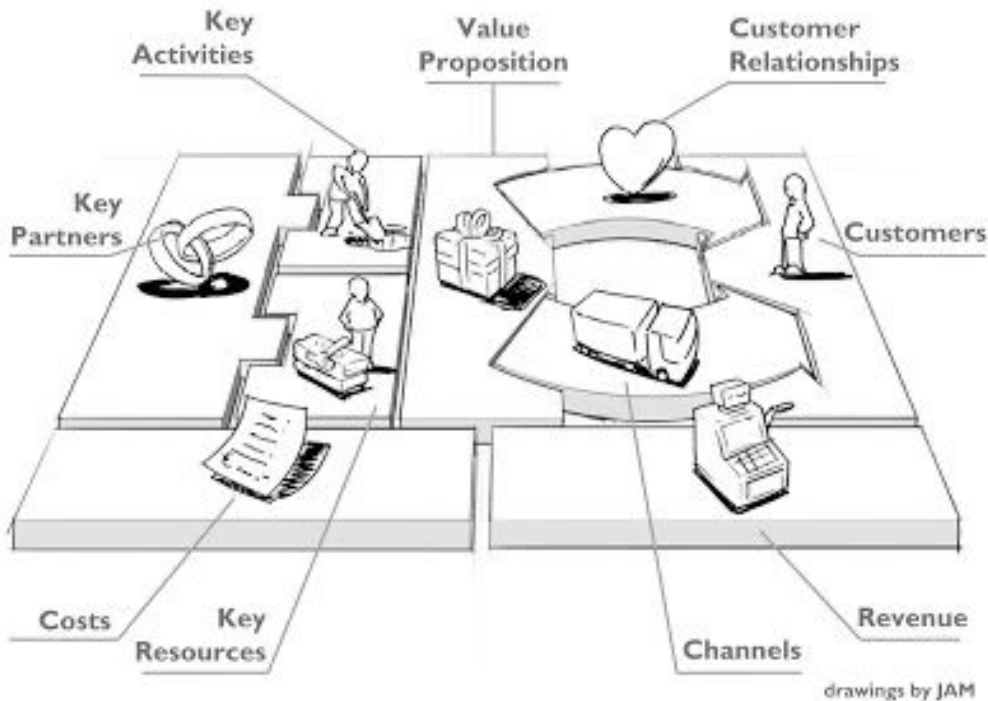 Key
Activities
Value
Proposition
Customer
Relationships
Key
Partners
Customers
Costs
Key
Resources
Channels
Revenue
drawings by JAM